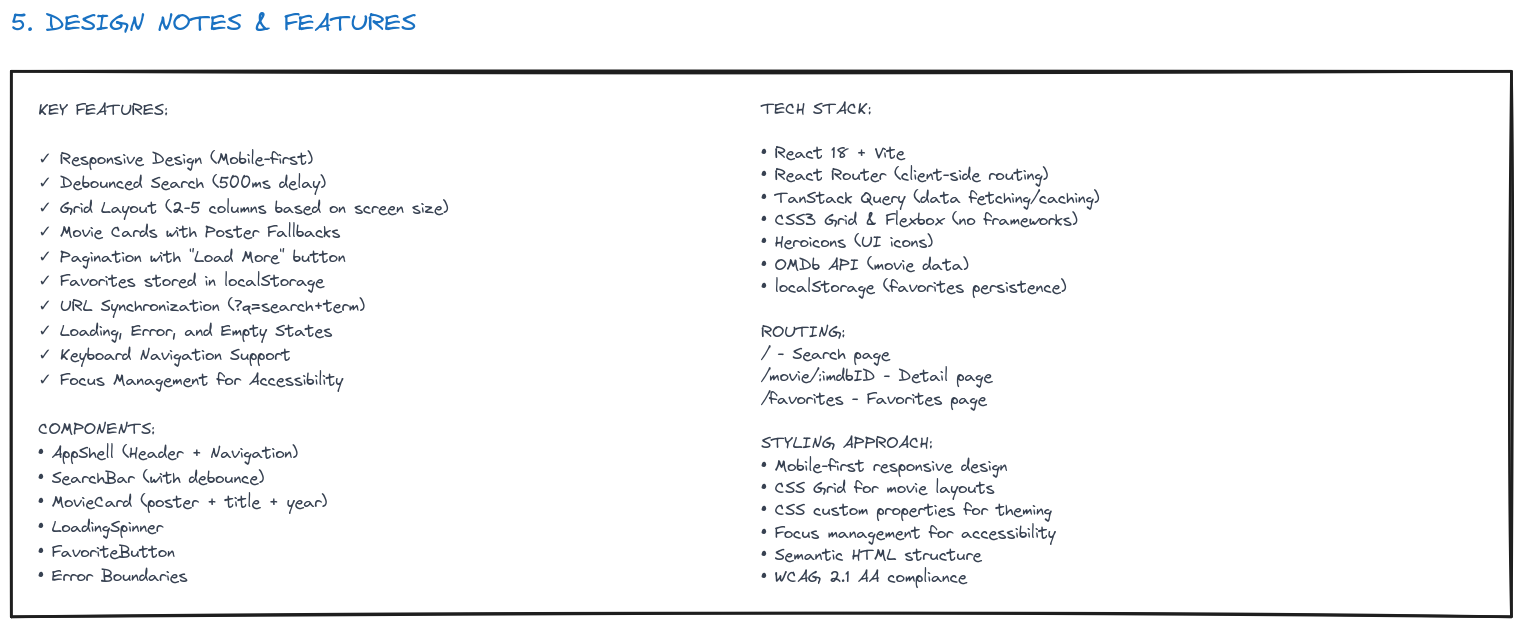 5. DESIGN NOTES & FEATURES
KEY FEATURES:
✓ Responsive Design (Mobile-first)
✓ Debounced Search (500ms delay)
✓ Grid Layout (2-5 columns based on screen size)
✓ Movie Cards with Poster Fallbacks
✓ Pagination with "Load More" button
✓ Favorites stored in localStorage
✓ URL Synchronization (?q=search+term)
✓ Loading, Error, and Empty States
✓ Keyboard Navigation Support
✓ Focus Management for Accessibility
COMPONENTS:
• AppShell (Header + Navigation)
• SearchBar (with debounce)
• MovieCard (poster + title + year)
• LoadingSpinner
• FavoriteButton
• Error Boundaries
TECH STACK:
• React 18 + Vite
• React Router (client-side routing)
• TanStack Query (data fetching/caching)
• CSS3 Grid & Flexbox (no frameworks)
• Heroicons (UI icons)
• OMDb API (movie data)
• localStorage (favorites persistence)
ROUTING:
/ - Search page
/movie/:imdbID - Detail page
/favorites - Favorites page
STYLING APPROACH:
• Mobile-first responsive design
• CSS Grid for movie layouts
• CSS custom properties for theming
• Focus management for accessibility
• Semantic HTML structure
• WCAG 2.1 AA compliance